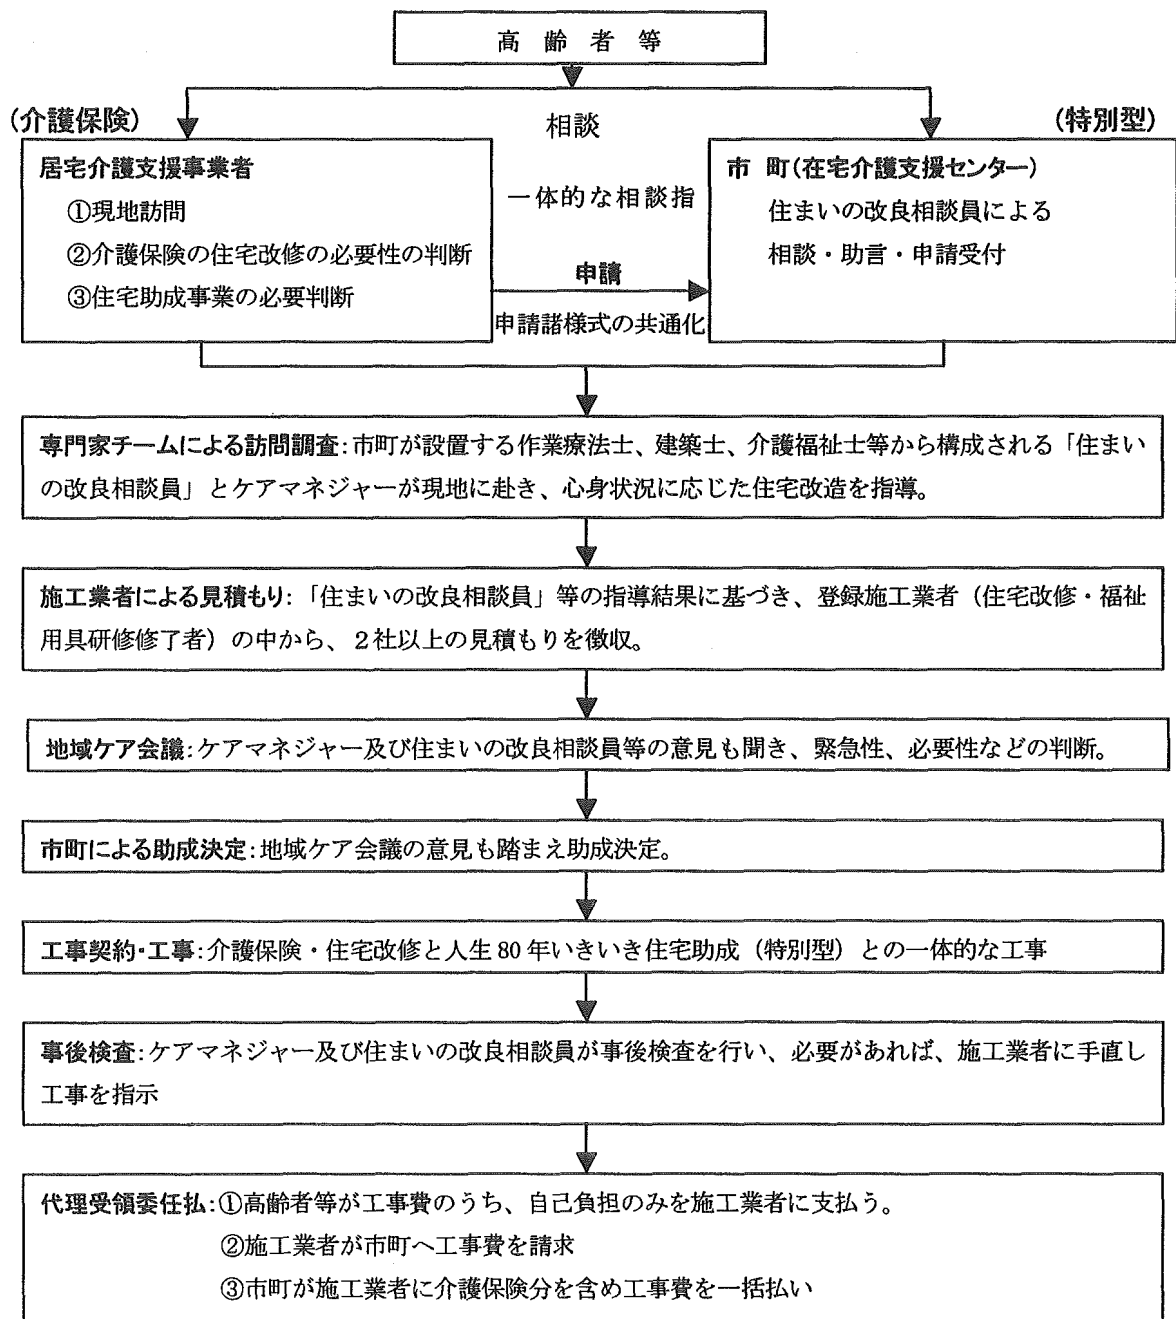 高齢者等
(介護保険)
相談
(特別型)
居宅介護支援事業者
①現地訪問
②介護保険の住宅改修の必要性の判断
③住宅助成事業の必要判断
一体的な相談指
申請
申請諸様式の共通化
市 町(在宅介護支援センター)
住まいの改良相談員による
相談・助言・申請受付
専門家チームによる訪問調査:市町が設置する作業療法士、建築士、介護福祉士等から構成される「住まい
の改良相談員」とケアマネジャーが現地に赴き、心身状況に応じた住宅改造を指導。
施工業者による見積もり:「住まいの改良相談員」等の指導結果に基づき、登録施工業者(住宅改修・福祉
用具研修修了者)の中から、2社以上の見積もりを徴収。
地域ケア会議:ケアマネジャー及び住まいの改良相談員等の意見も聞き、緊急性、必要性などの判断。
市町による助成決定:地域ケア会議の意見も踏まえ助成決定。
工事契約・工事:介護保険・住宅改修と人生80年いきいき住宅助成(特別型)との一体的な工事
事後検査:ケアマネジャー及び住まいの改良相談員が事後検査を行い、必要があれば、施工業者に手直し
工事を指示
代理受領委任払:①高齢者等が工事費のうち、自己負担のみを施工業者に支払う。
②施工業者が市町へ工事費を請求
③市町が施工業者に介護保険分を含め工事費を一括払い